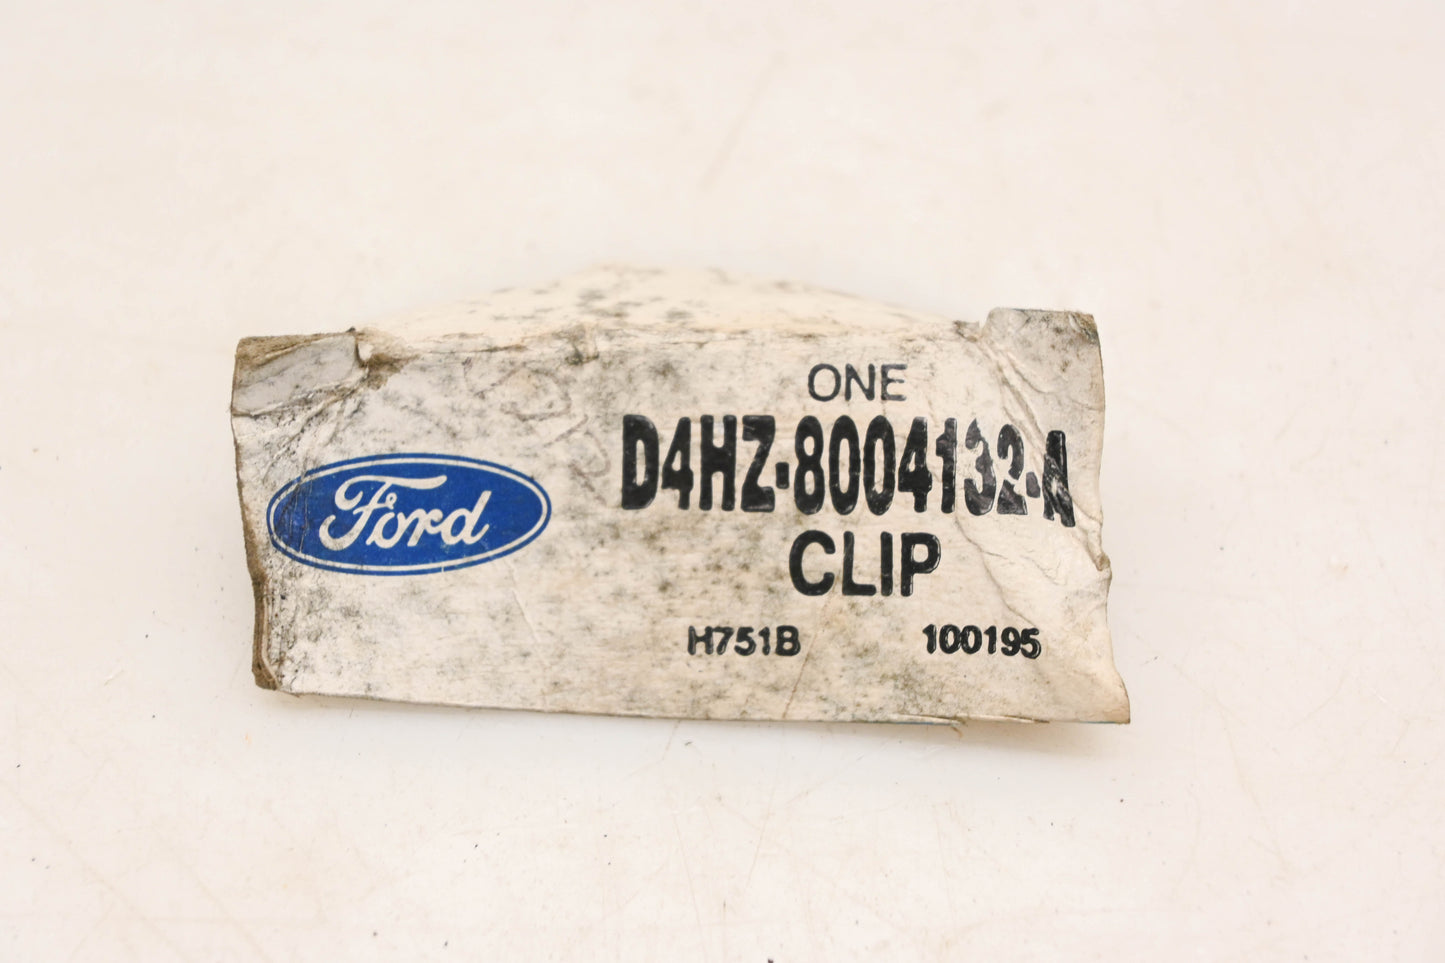 ONE
D4HZ-8004132-A
CLIP
Ford
H751B 100195